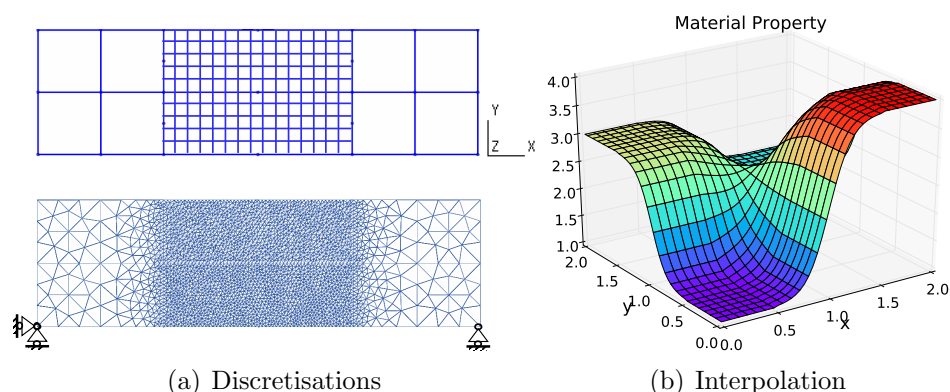 Material Property
4.0
3.5
3.0
2.5
2.0
1.5
1.0
2.0
1.5
1.0
0.5
0.0
y
0.0
0.5
1.0
1.5
2.0
x
Y
Z X
(a) Discretisations
(b) Interpolation